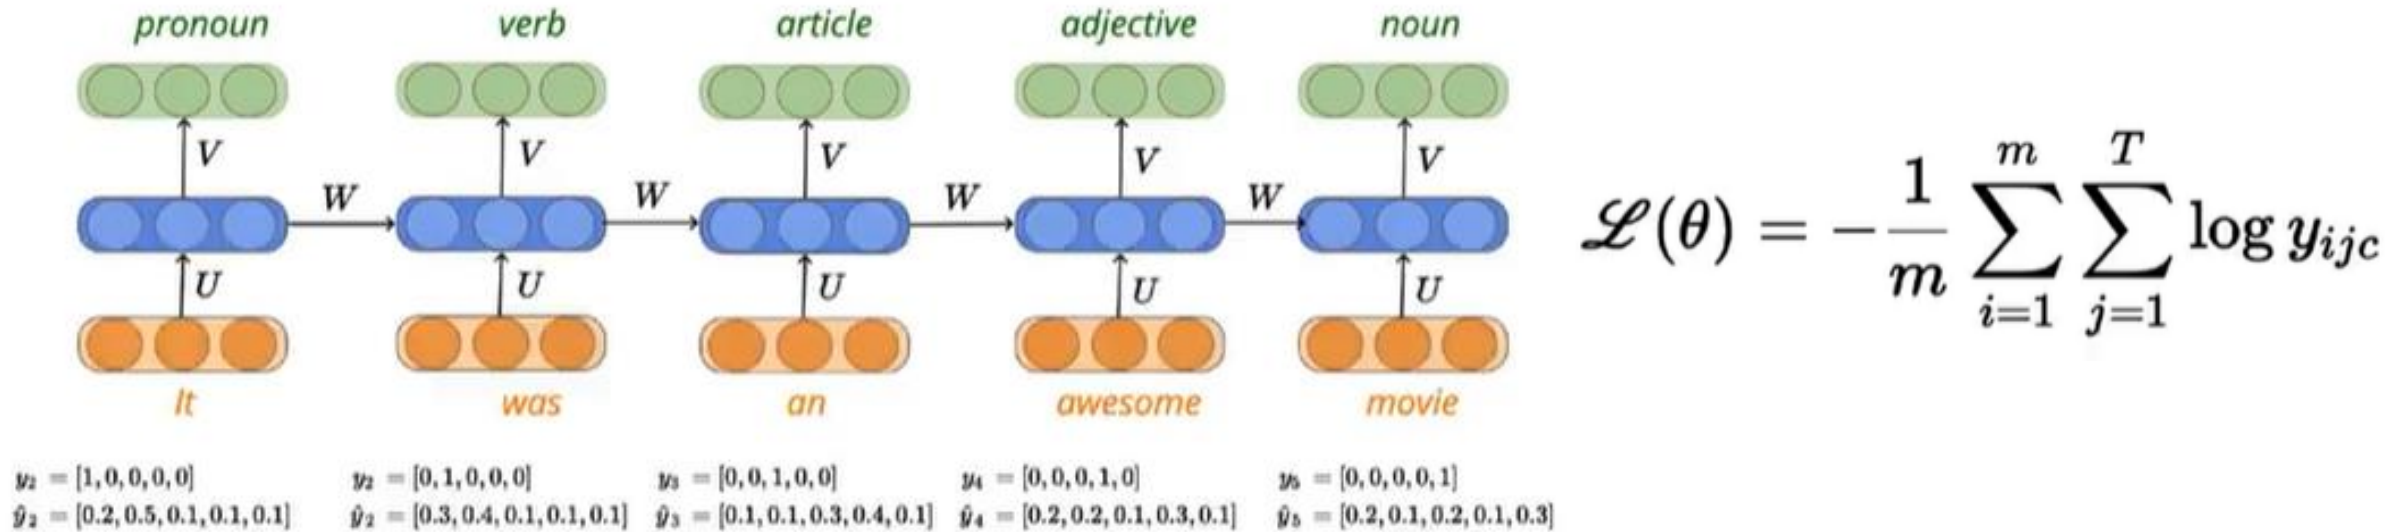 pronoun verb article adjective noun
V V V V V
W W W W
U U U U U
It was an awesome movie
y₂ = [1, 0, 0, 0, 0] y₂ = [0, 1, 0, 0, 0] y₃ = [0, 0, 1, 0, 0] y₄ = [0, 0, 0, 1, 0] y₅ = [0, 0, 0, 0, 1]
ŷ₂ = [0.2, 0.5, 0.1, 0.1, 0.1] ŷ₂ = [0.3, 0.4, 0.1, 0.1, 0.1] ŷ₃ = [0.1, 0.1, 0.3, 0.4, 0.1] ŷ₄ = [0.2, 0.2, 0.1, 0.3, 0.1] ŷ₅ = [0.2, 0.1, 0.2, 0.1, 0.3]
ℒ(θ) = −1/m ∑_{i=1}^{m} ∑_{j=1}^{T} log y_{ijc}